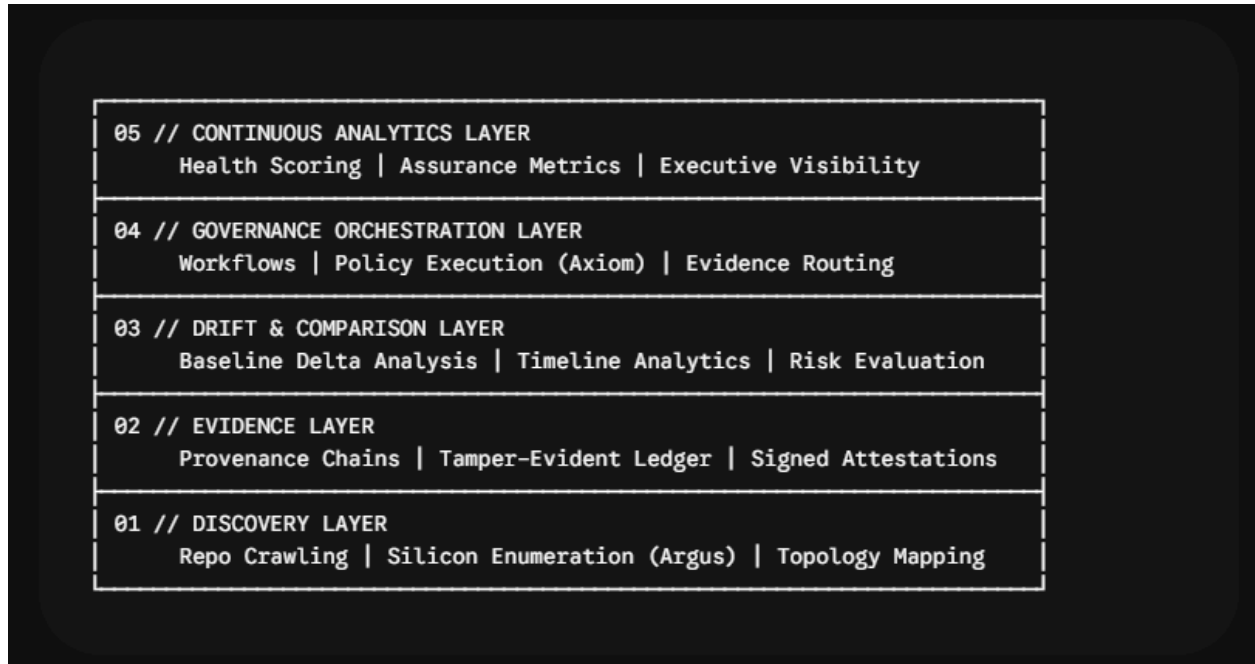 05 // CONTINUOUS ANALYTICS LAYER
Health Scoring | Assurance Metrics | Executive Visibility
04 // GOVERNANCE ORCHESTRATION LAYER
Workflows | Policy Execution (Axiom) | Evidence Routing
03 // DRIFT & COMPARISON LAYER
Baseline Delta Analysis | Timeline Analytics | Risk Evaluation
02 // EVIDENCE LAYER
Provenance Chains | Tamper-Evident Ledger | Signed Attestations
01 // DISCOVERY LAYER
Repo Crawling | Silicon Enumeration (Argus) | Topology Mapping